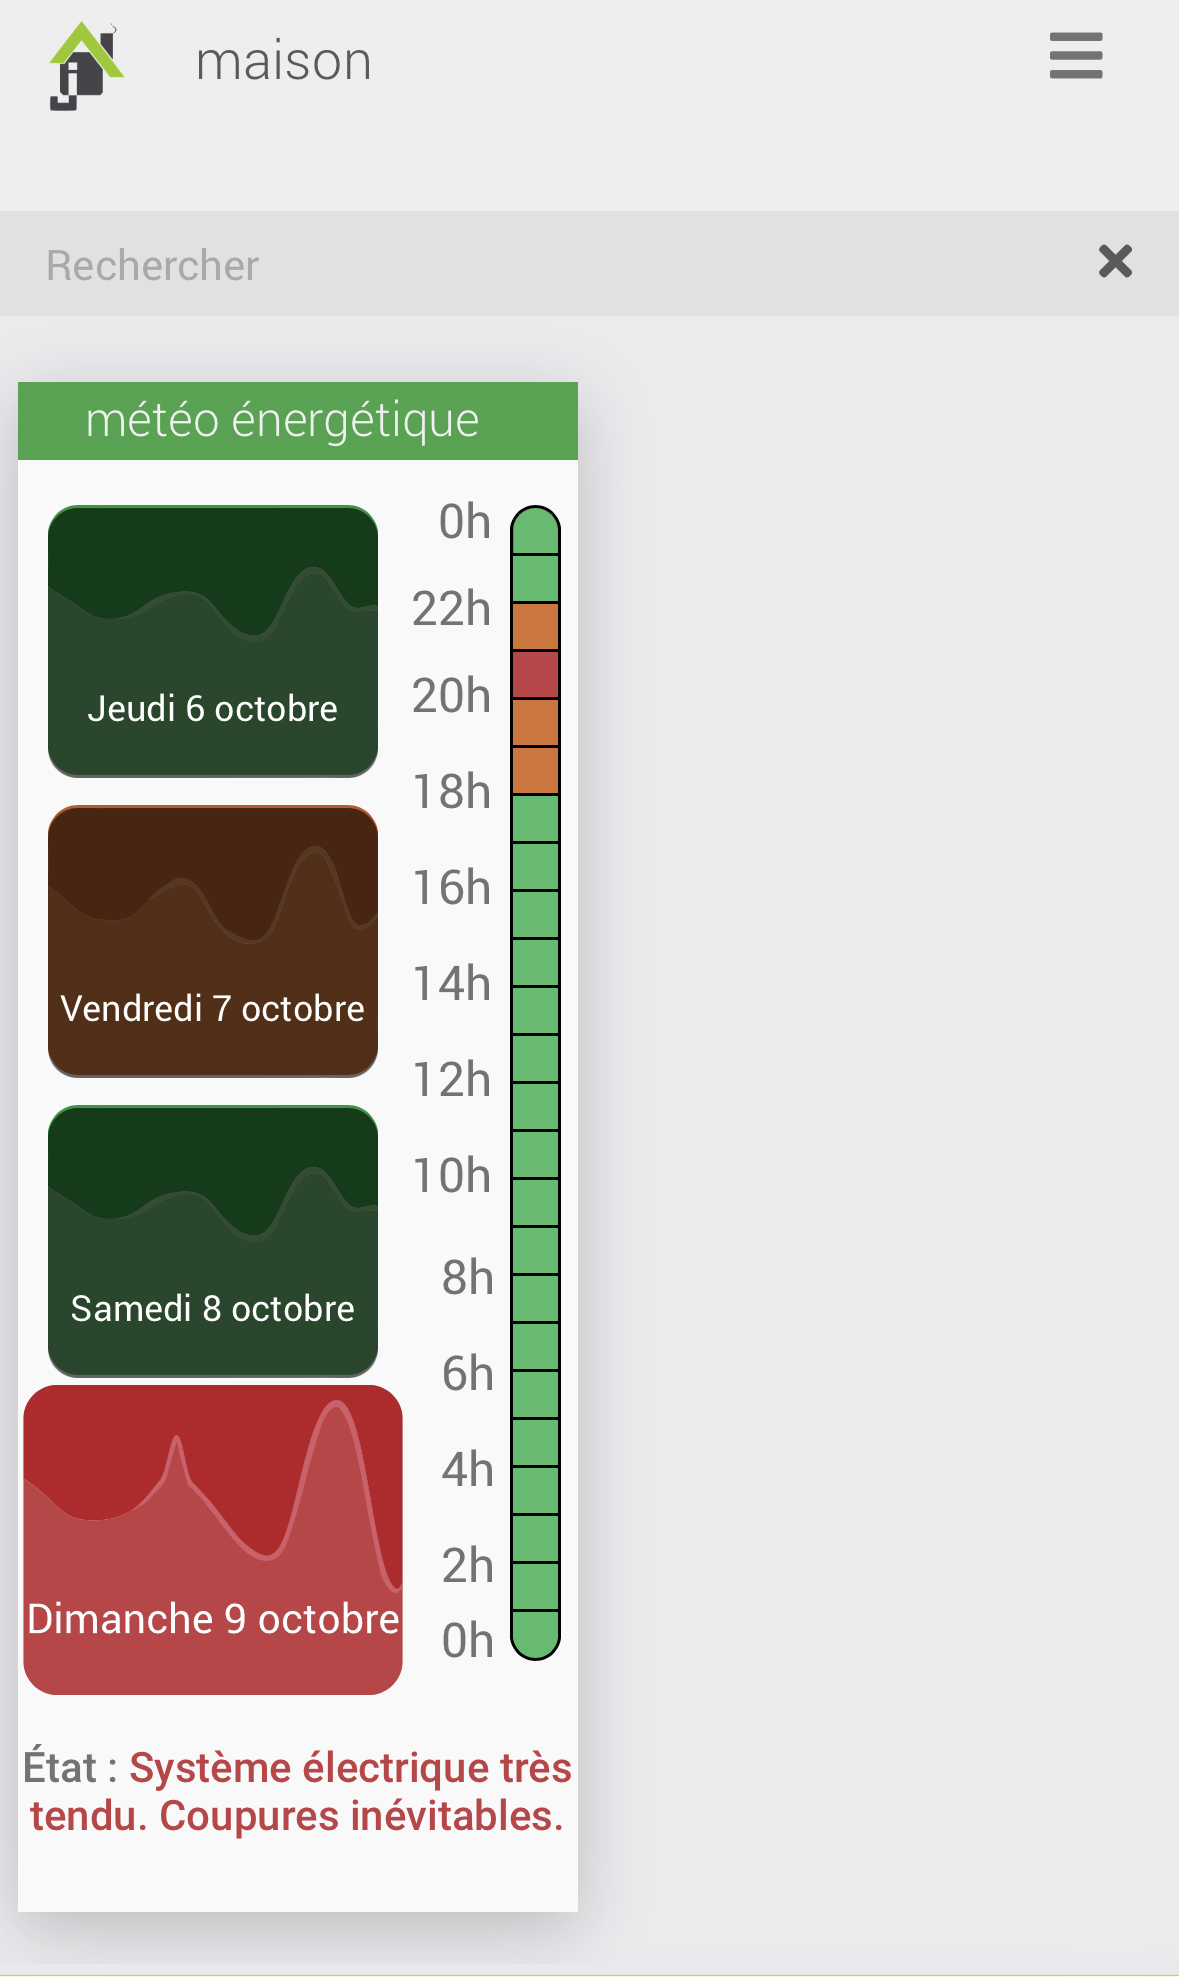 maison
Rechercher
météo énergétique
Jeudi 6 octobre
Vendredi 7 octobre
Samedi 8 octobre
Dimanche 9 octobre
0h
22h
20h
18h
16h
14h
12h
10h
8h
6h
4h
2h
0h
État : Système électrique très
tendu. Coupures inévitables.